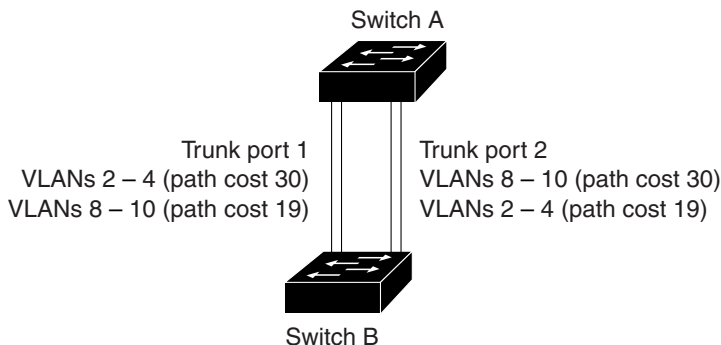 Switch A
Trunk port 1
VLANs 2 – 4 (path cost 30)
VLANs 8 – 10 (path cost 19)
Trunk port 2
VLANs 8 – 10 (path cost 30)
VLANs 2 – 4 (path cost 19)
Switch B